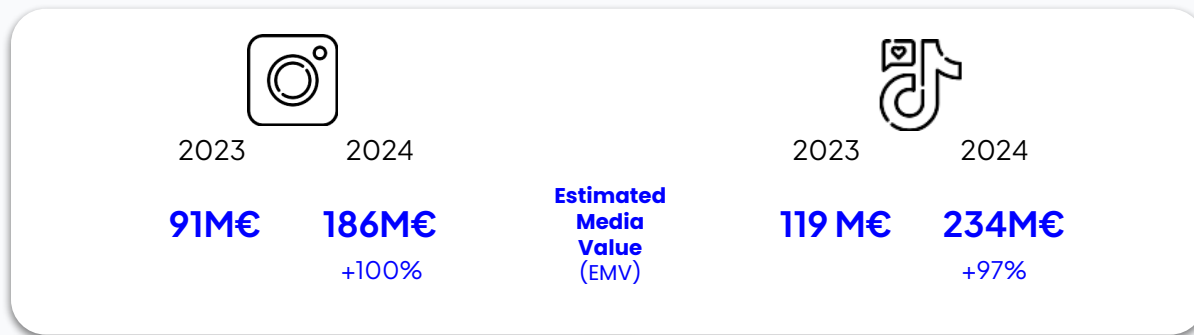 2023 2024
91M€ 186M€
+100%
Estimated
Media
Value
(EMV)
2023 2024
119 M€ 234M€
+97%